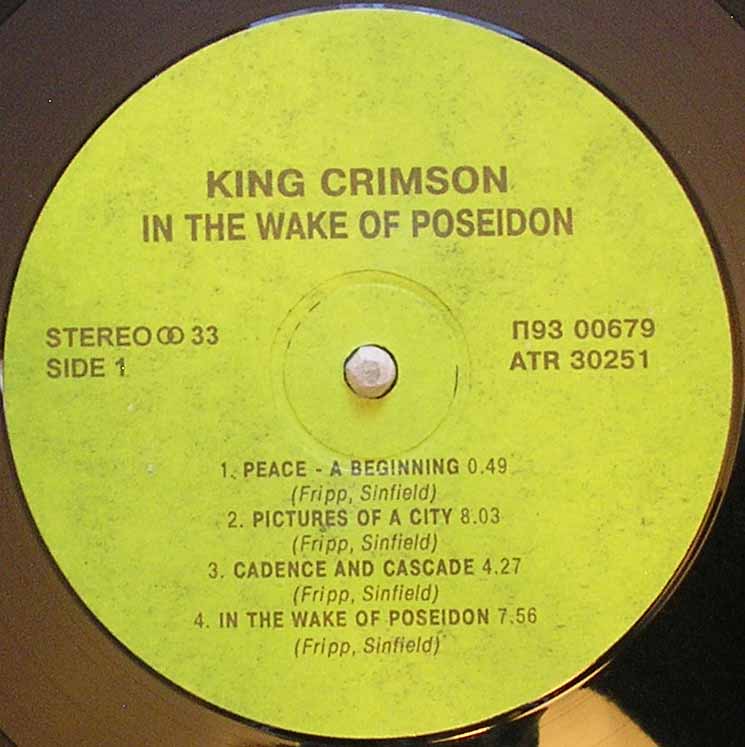 KING CRIMSON
IN THE WAKE OF POSEIDON
STEREO 33
SIDE 1
П93 00679
ATR 30251
1. PEACE - A BEGINNING 0.49
(Fripp, Sinfield)
2. PICTURES OF A CITY 8.03
(Fripp, Sinfield)
3. CADENCE AND CASCADE 4.27
(Fripp, Sinfield)
4. IN THE WAKE OF POSEIDON 7.56
(Fripp, Sinfield)